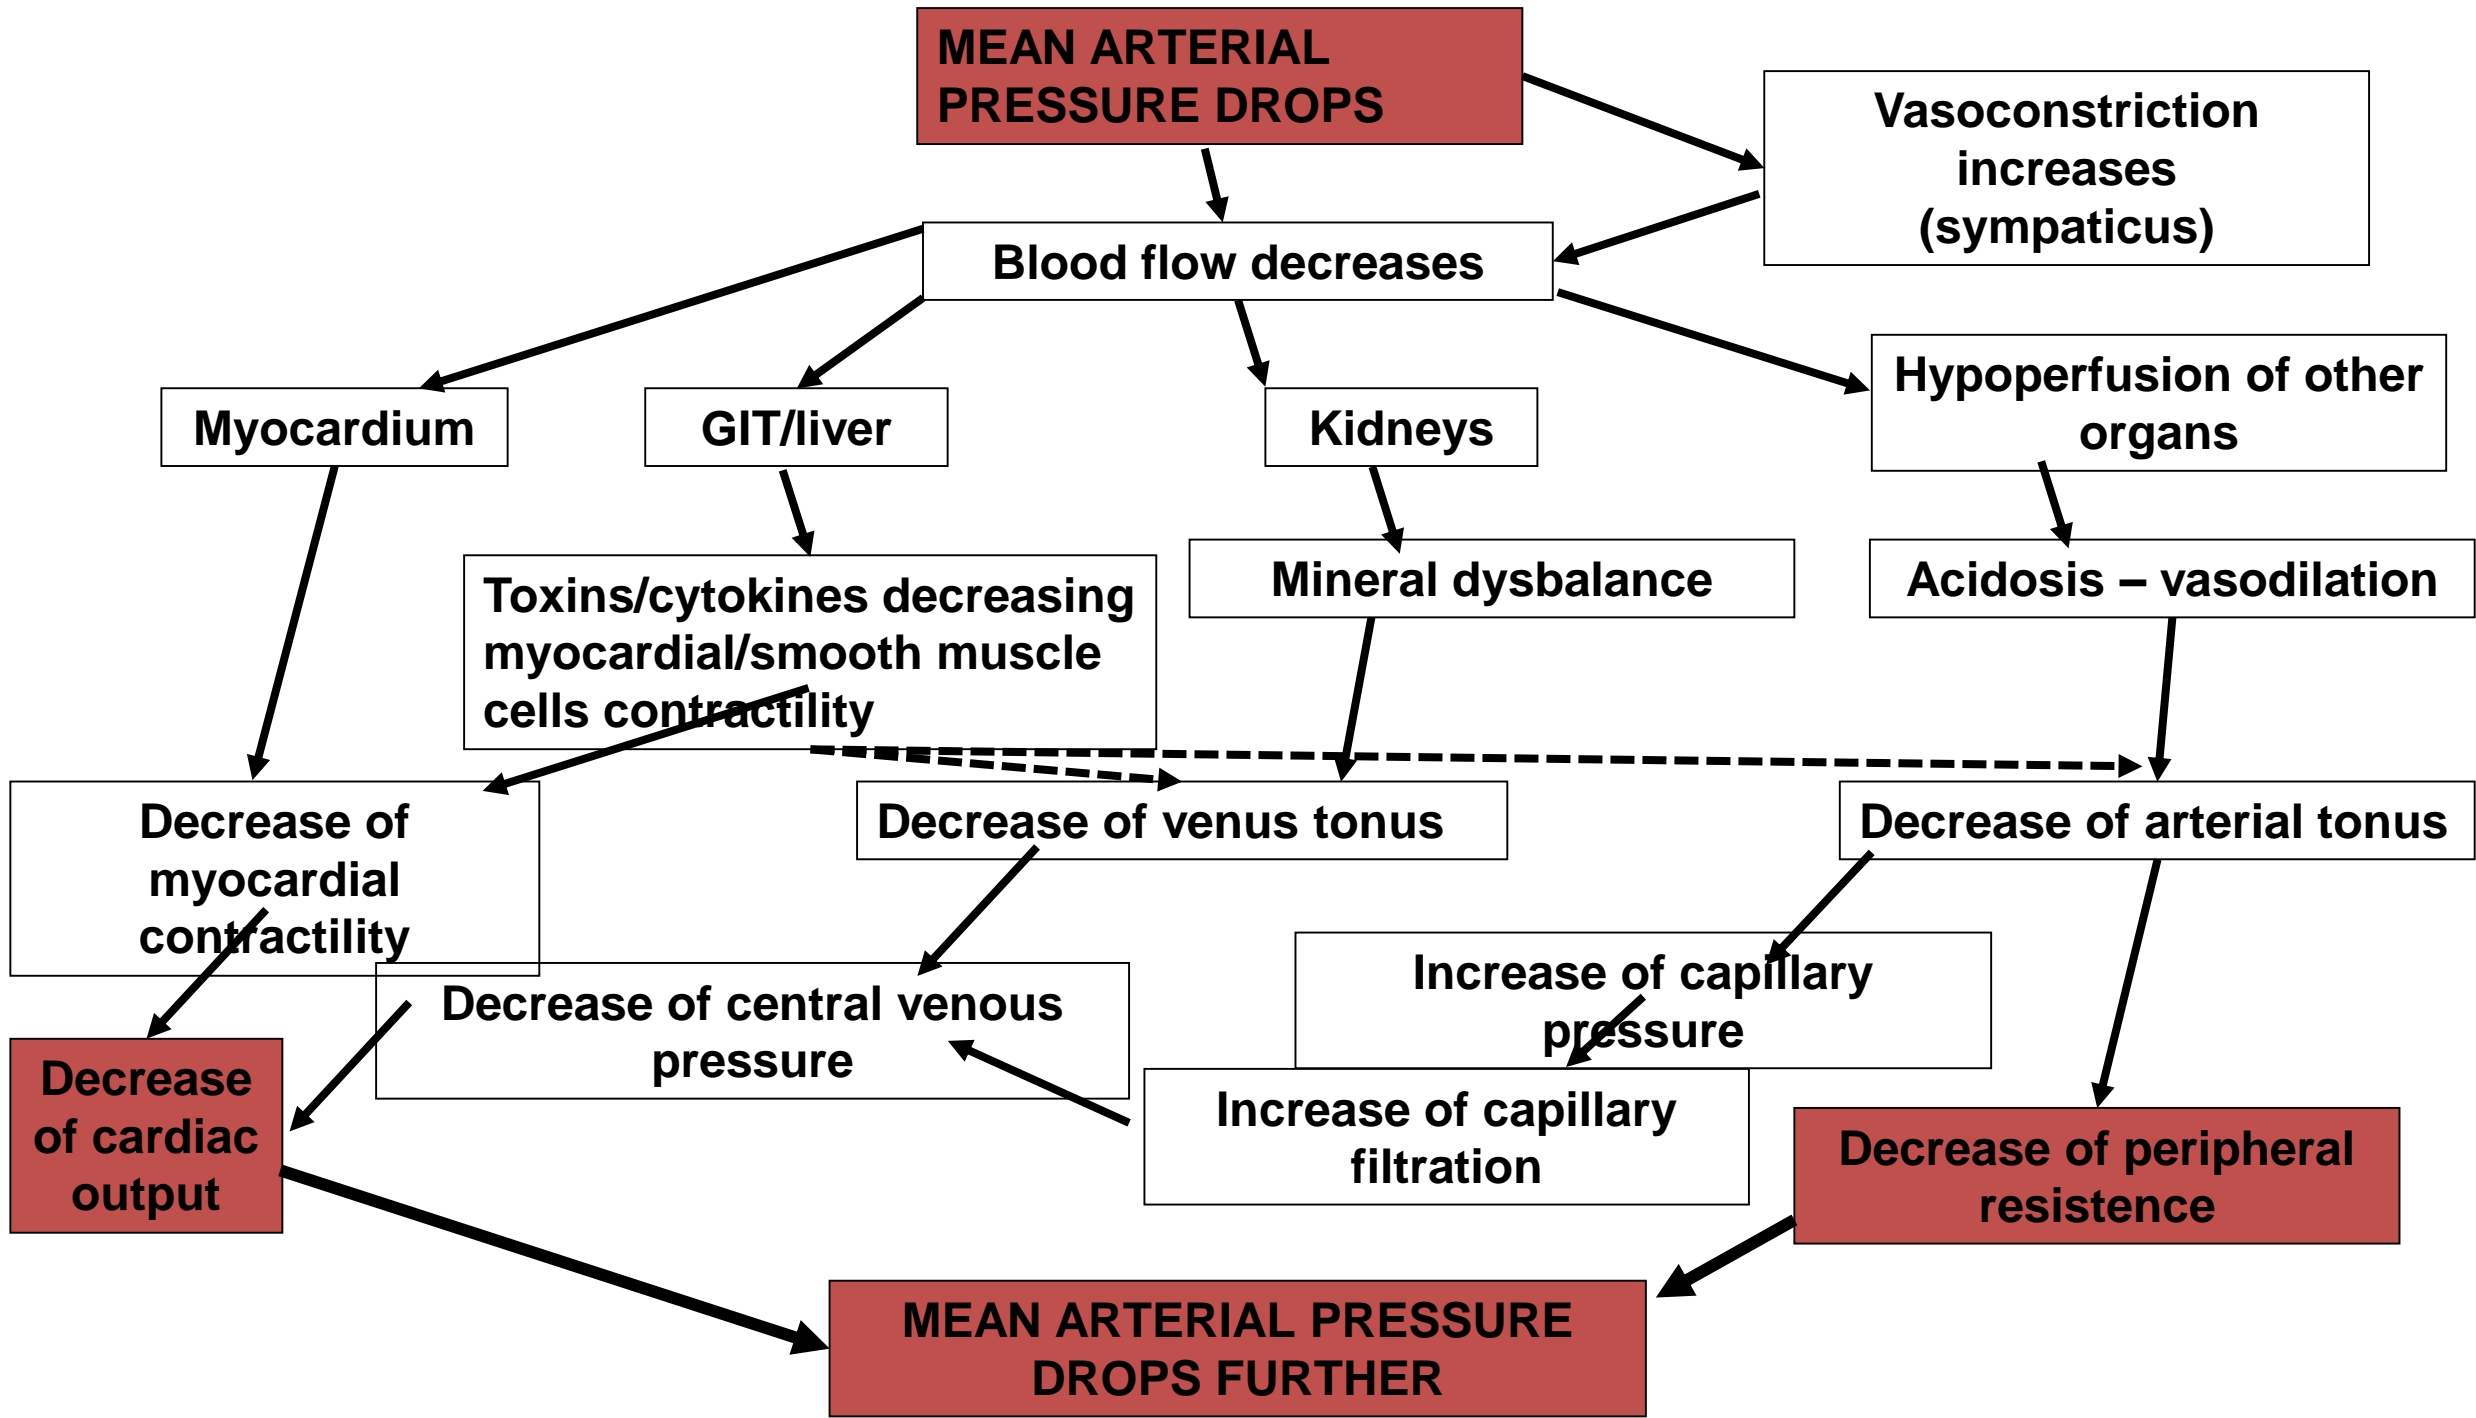 MEAN ARTERIAL
PRESSURE DROPS
Vasoconstriction
increases
(sympaticus)
Blood flow decreases
Myocardium
GIT/liver
Kidneys
Hypoperfusion of other
organs
Toxins/cytokines decreasing
myocardial/smooth muscle
cells contractility
Mineral dysbalance
Acidosis – vasodilation
Decrease of
myocardial
contractility
Decrease of venus tonus
Decrease of arterial tonus
Decrease of central venous
pressure
Increase of capillary
pressure
Decrease
of cardiac
output
Increase of capillary
filtration
Decrease of peripheral
resistence
MEAN ARTERIAL PRESSURE
DROPS FURTHER